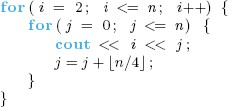 for ( i = 2 ; i <= n ; i++) {
for ( j = 0 ; j <= n ) {
cout << i << j ;
j = j + ⌊n/4⌋ ;
}
}